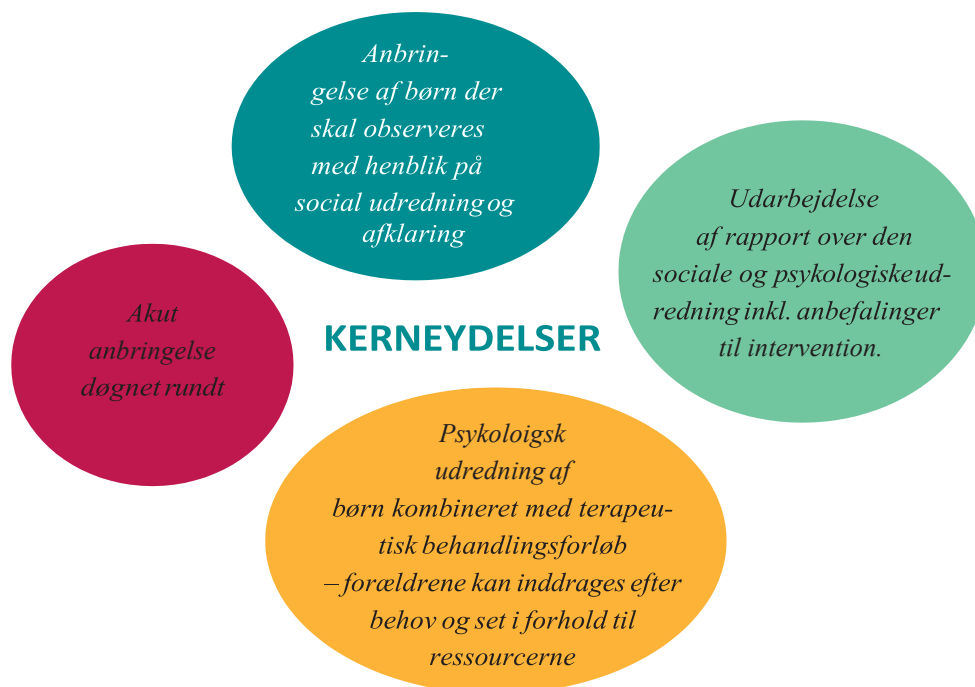 Anbrin-
gelse af børn der
skal observeres
med henblik på
social udredning og
afklaring
Udarbejdelse
af rapport over den
sociale og psykologiske ud-
redning inkl. anbefalinger
til intervention.
Akut
anbringelse
døgnet rundt
KERNEYDELSER
Psykoloigsk
udredning af
børn kombineret med terapeu-
tisk behandlingsforløb
– forældrene kan inddrages efter
behov og set i forhold til
ressourcerne